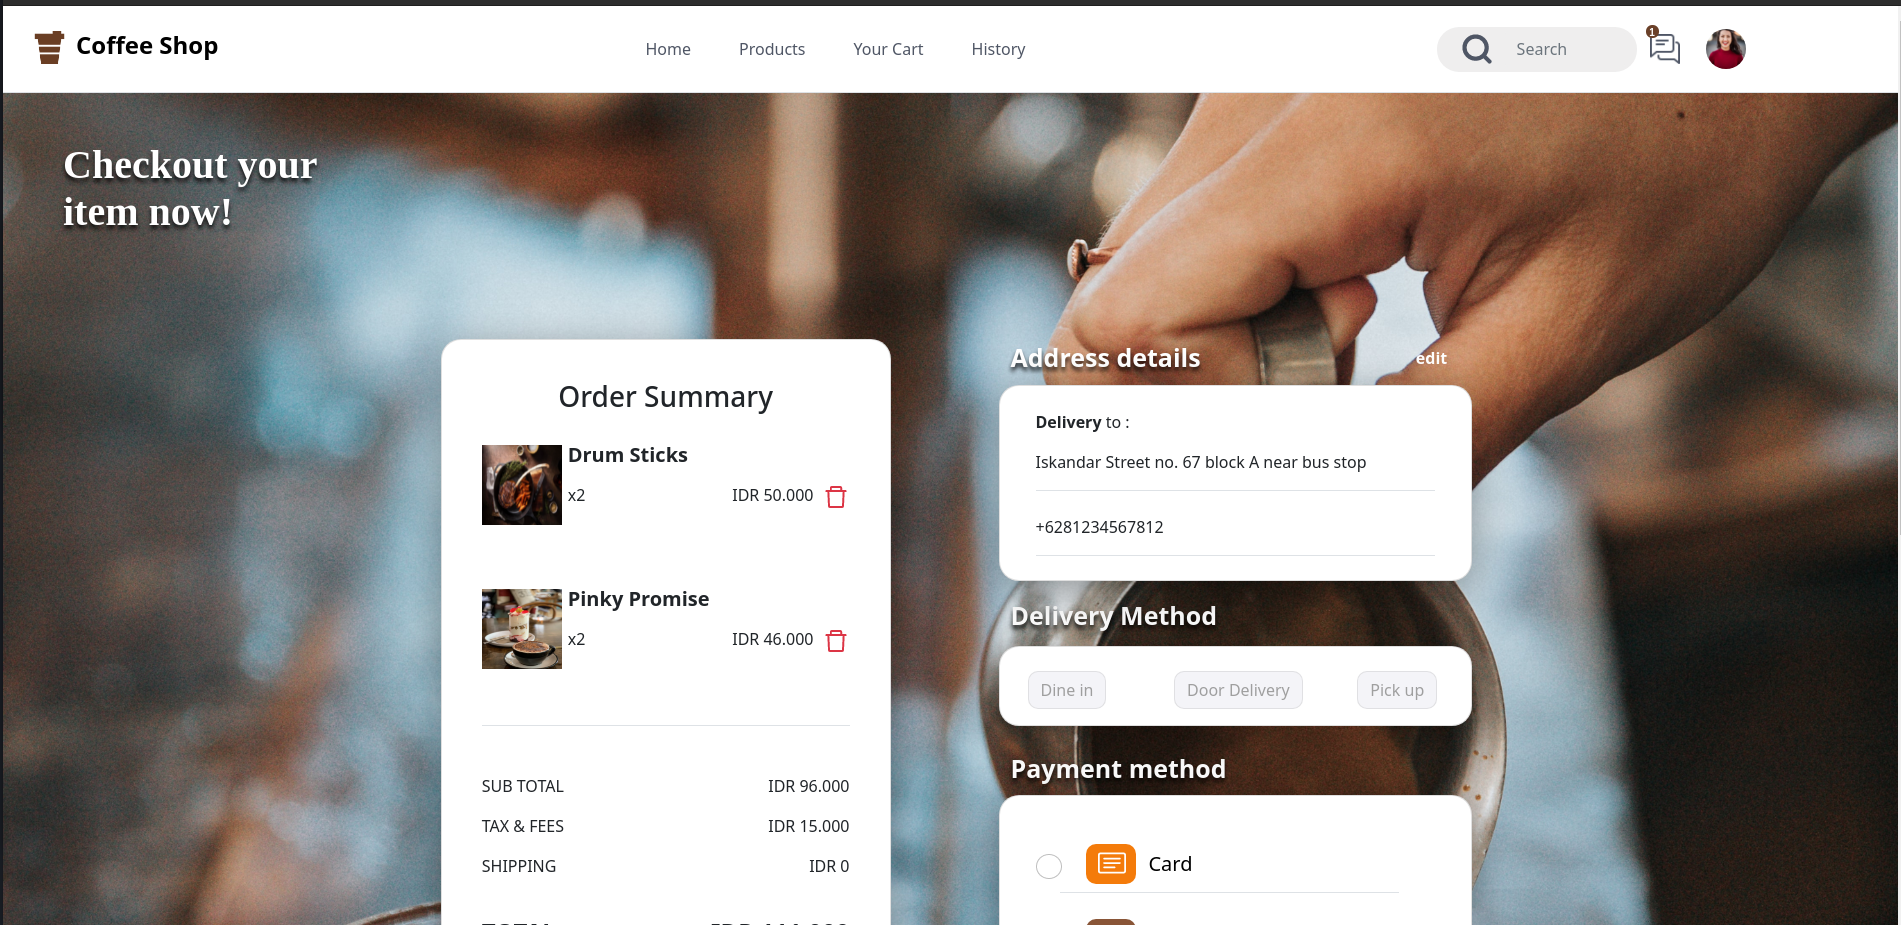 Coffee Shop
Home
Products
Your Cart
History
Search
1
Checkout your
item now!
Order Summary
Drum Sticks
x2
IDR 50.000
Pinky Promise
x2
IDR 46.000
SUB TOTAL
IDR 96.000
TAX & FEES
IDR 15.000
SHIPPING
IDR 0
Address details
edit
Delivery to :
Iskandar Street no. 67 block A near bus stop
+6281234567812
Delivery Method
Dine in
Door Delivery
Pick up
Payment method
Card